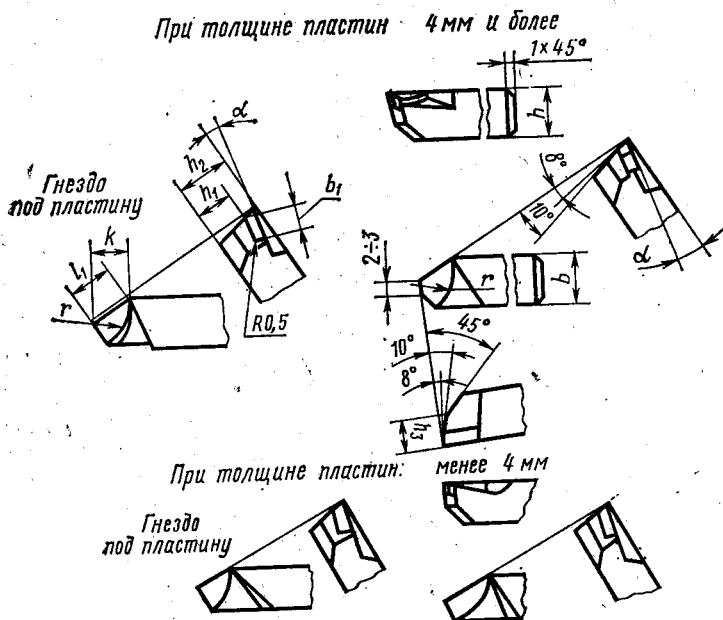 При толщине пластин 4 мм и более
1×45°
h
α
h₂
h₁
b₁
Гнездо
под пластину
k
l₁
r
R0,5
8°
10°
α
2÷3
r
b
45°
10°
8°
h₃
При толщине пластин: менее 4 мм
Гнездо
под пластину